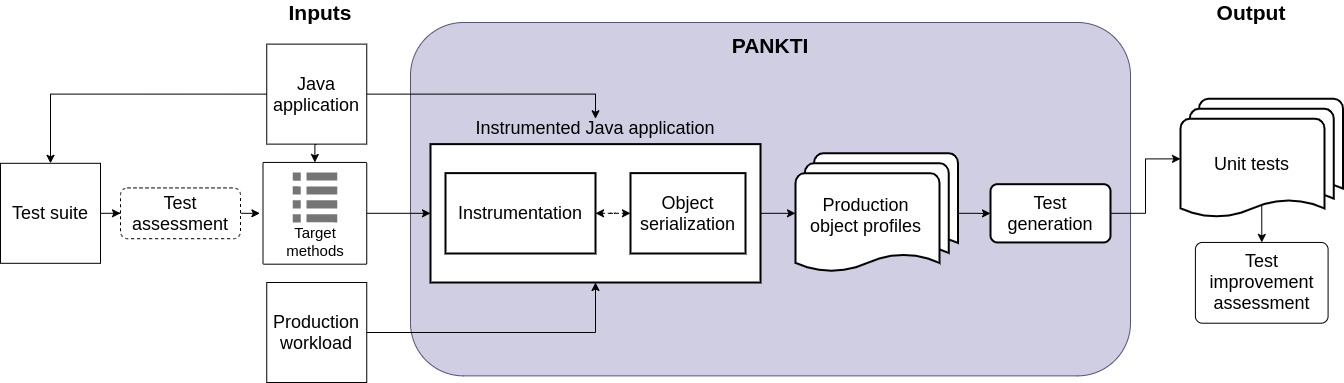 Inputs
Output
PANKTI
Java
application
Instrumented Java application
Test suite
Test
assessment
Target
methods
Instrumentation
Object
serialization
Production
object profiles
Test
generation
Unit tests
Test
improvement
assessment
Production
workload